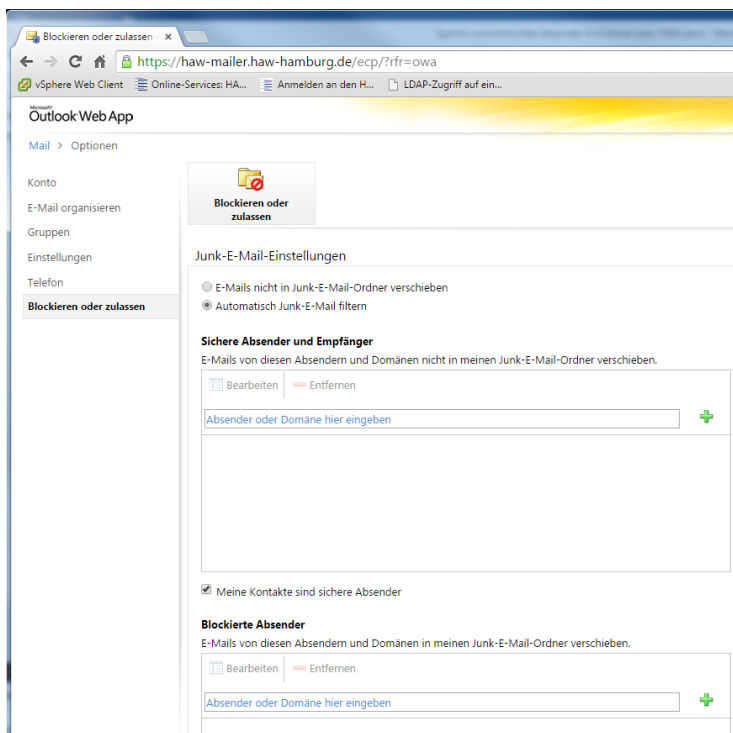 Blockieren oder zulassen -
https://haw-mailer.haw-hamburg.de/ecp/?rfr=owa
vSphere Web Client
Online-Services: HA...
Anmelden an den H...
LDAP-Zugriff auf ein...
Microsoft®
Outlook Web App
Mail > Optionen
Konto
E-Mail organisieren
Gruppen
Einstellungen
Telefon
Blockieren oder zulassen
Blockieren oder
zulassen
Junk-E-Mail-Einstellungen
E-Mails nicht in Junk-E-Mail-Ordner verschieben
Automatisch Junk-E-Mail filtern
Sichere Absender und Empfänger
E-Mails von diesen Absendern und Domänen nicht in meinen Junk-E-Mail-Ordner verschieben.
Bearbeiten Entfernen
Absender oder Domäne hier eingeben
Meine Kontakte sind sichere Absender
Blockierte Absender
E-Mails von diesen Absendern und Domänen in meinen Junk-E-Mail-Ordner verschieben.
Bearbeiten Entfernen
Absender oder Domäne hier eingeben